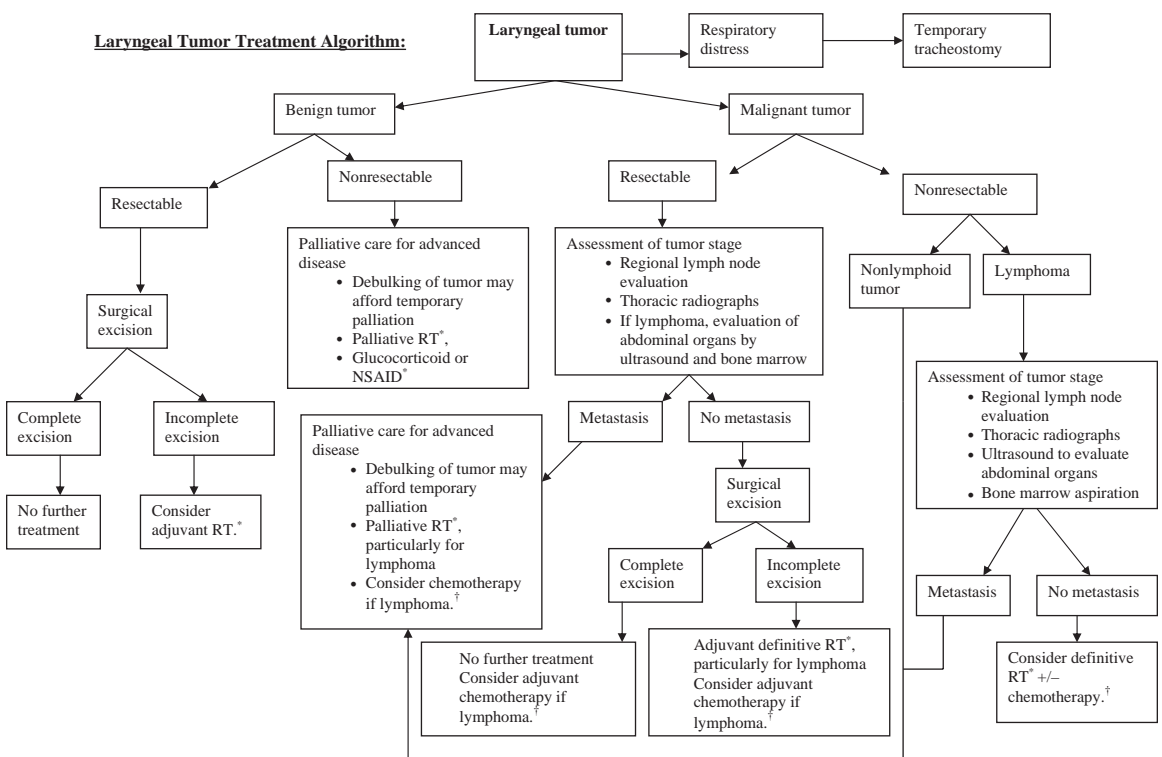 Laryngeal Tumor Treatment Algorithm:
Laryngeal tumor
Respiratory
distress
Temporary
tracheostomy
Benign tumor
Malignant tumor
Resectable
Nonresectable
Resectable
Nonresectable
Surgical
excision
Palliative care for advanced
disease
• Debulking of tumor may
afford temporary
palliation
• Palliative RT*,
• Glucocorticoid or
NSAID*
Assessment of tumor stage
• Regional lymph node
evaluation
• Thoracic radiographs
• If lymphoma, evaluation of
abdominal organs by
ultrasound and bone marrow
Nonlymphoid
tumor
Lymphoma
Complete
excision
Incomplete
excision
No further
treatment
Consider
adjuvant RT.*
Metastasis
No metastasis
Palliative care for advanced
disease
• Debulking of tumor may
afford temporary
palliation
• Palliative RT*,
particularly for
lymphoma
• Consider chemotherapy
if lymphoma.†
Surgical
excision
Complete
excision
Incomplete
excision
No further treatment
Consider adjuvant
chemotherapy if
lymphoma.†
Adjuvant definitive RT*,
particularly for lymphoma
Consider adjuvant
chemotherapy if
lymphoma.†
Assessment of tumor stage
• Regional lymph node
evaluation
• Thoracic radiographs
• Ultrasound to evaluate
abdominal organs
• Bone marrow aspiration
Metastasis
No metastasis
Consider definitive
RT* +/–
chemotherapy.†